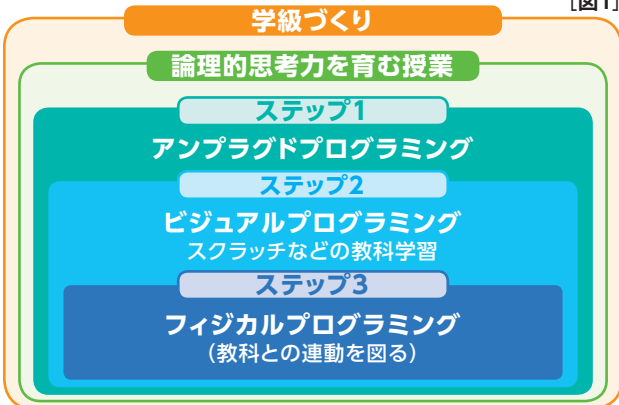 [図1]
学級づくり
論理的思考力を育む授業
ステップ1
アンプラグドプログラミング
ステップ2
ビジュアルプログラミング
スクラッチなどの教科学習
ステップ3
フィジカルプログラミング
（教科との連動を図る）